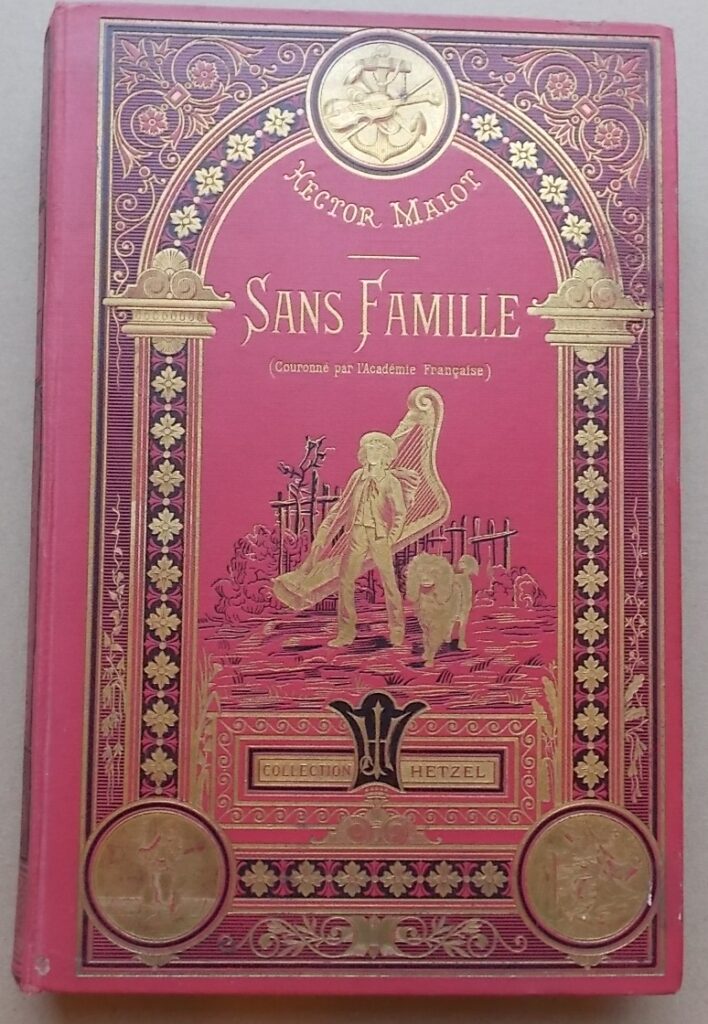 HECTOR MALOT
SANS FAMILLE
(Couronné par l'Académie Française)
COLLECTION HETZEL